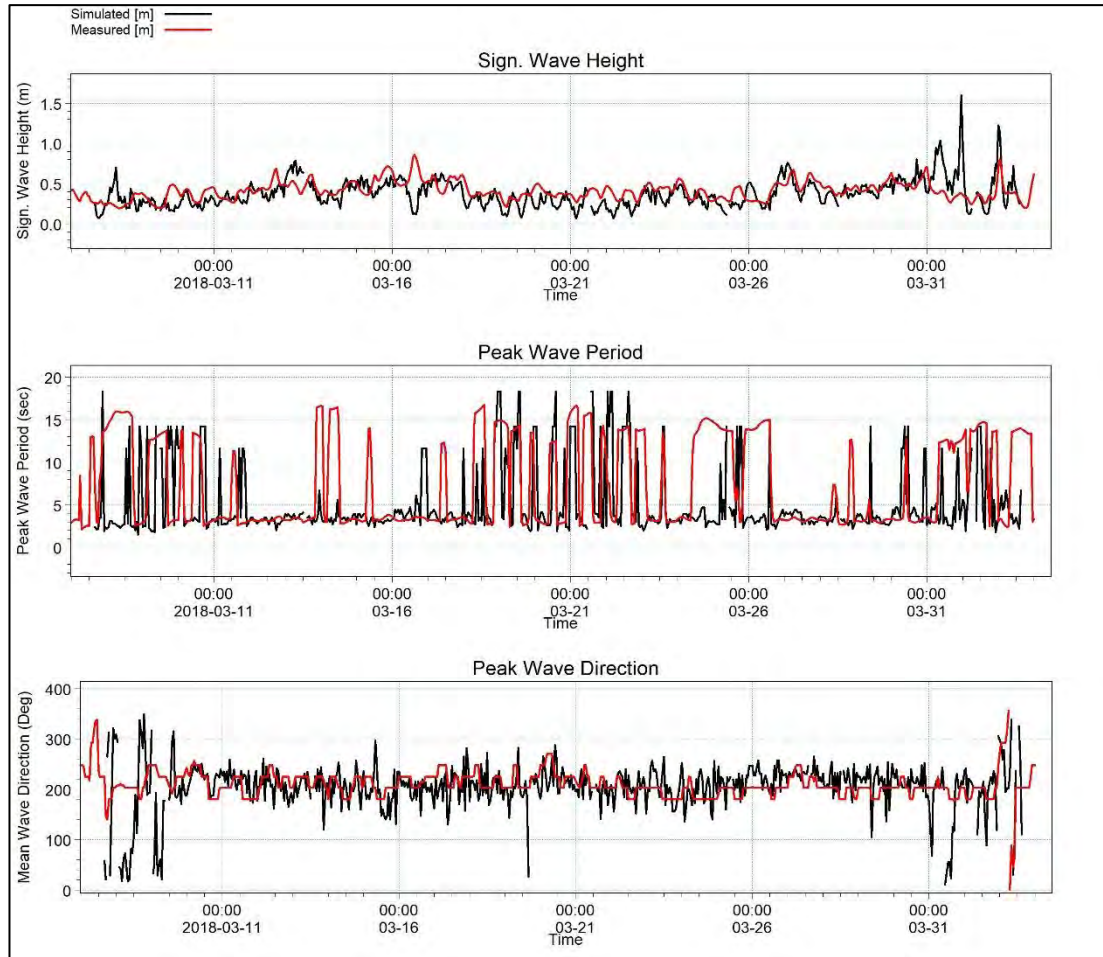 Simulated [m]
Measured [m]
Sign. Wave Height
Sign. Wave Height (m)
1.5
1.0
0.5
0.0
00:00 00:00 00:00 00:00 00:00
2018-03-11 03-16 03-21 03-26 03-31
Time
Peak Wave Period
Peak Wave Period (sec)
20
15
10
5
0
00:00 00:00 00:00 00:00 00:00
2018-03-11 03-16 03-21 03-26 03-31
Time
Peak Wave Direction
Mean Wave Direction (Deg)
400
300
200
100
0
00:00 00:00 00:00 00:00 00:00
2018-03-11 03-16 03-21 03-26 03-31
Time